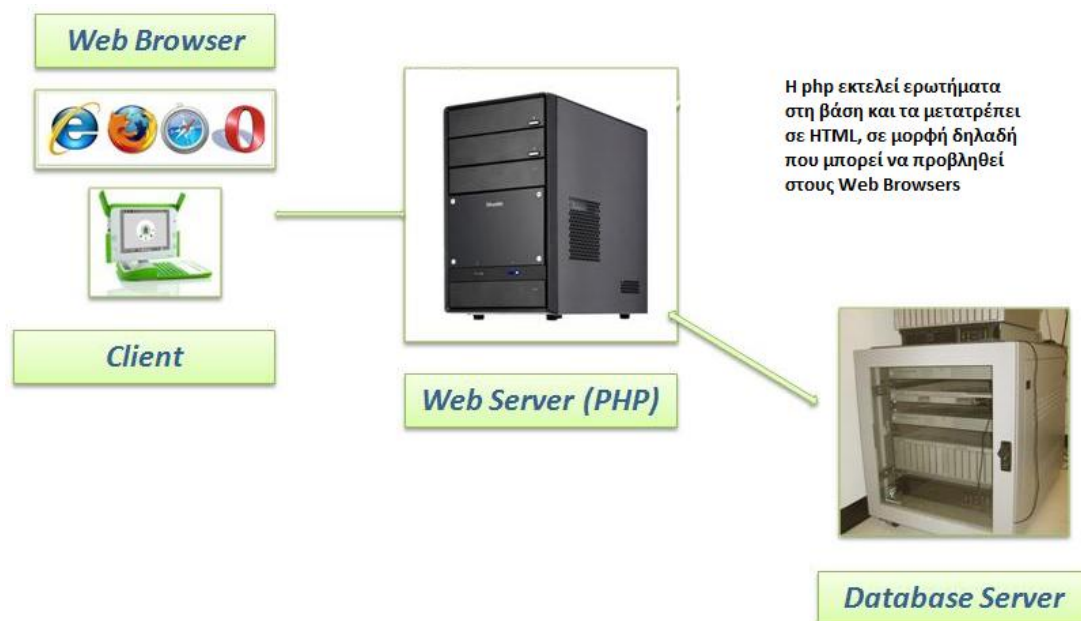 Web Browser
Η php εκτελεί ερωτήματα
στη βάση και τα μετατρέπει
σε HTML, σε μορφή δηλαδή
που μπορεί να προβληθεί
στους Web Browsers
Client
Web Server (PHP)
Database Server